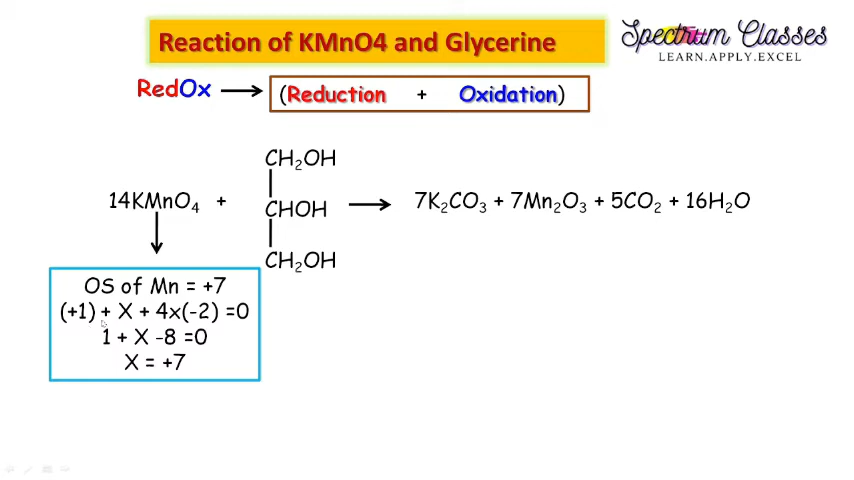 Reaction of KMnO4 and Glycerine
Spectrum Classes
LEARN.APPLY.EXCEL
RedOx (Reduction + Oxidation)
CH₂OH
14KMnO₄ + CHOH 7K₂CO₃ + 7Mn₂O₃ + 5CO₂ + 16H₂O
CH₂OH
OS of Mn = +7
(+1) + X + 4x(-2) =0
1 + X -8 =0
X = +7